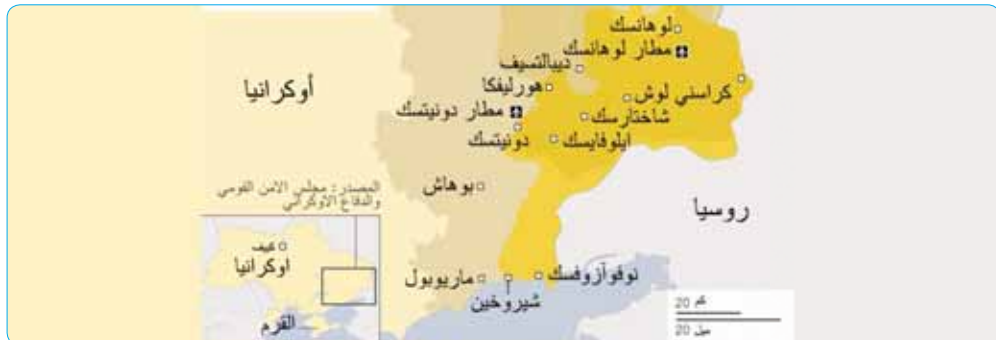 لوهانسك
مطار لوهانسك
ديبالتسيف
هورليفكا
كراسني لوش
أوكرانيا
مطار دونيتسك
شاختارسك
دونيتسك
ايلوفايسك
بوهاش
المصدر: مجلس الامن القومي
والدفاع الاوكراني
روسيا
كييف
اوكرانيا
القرم
ماريوبول
نوفوآزوفسك
شيروخين
20 كم
20 ميل